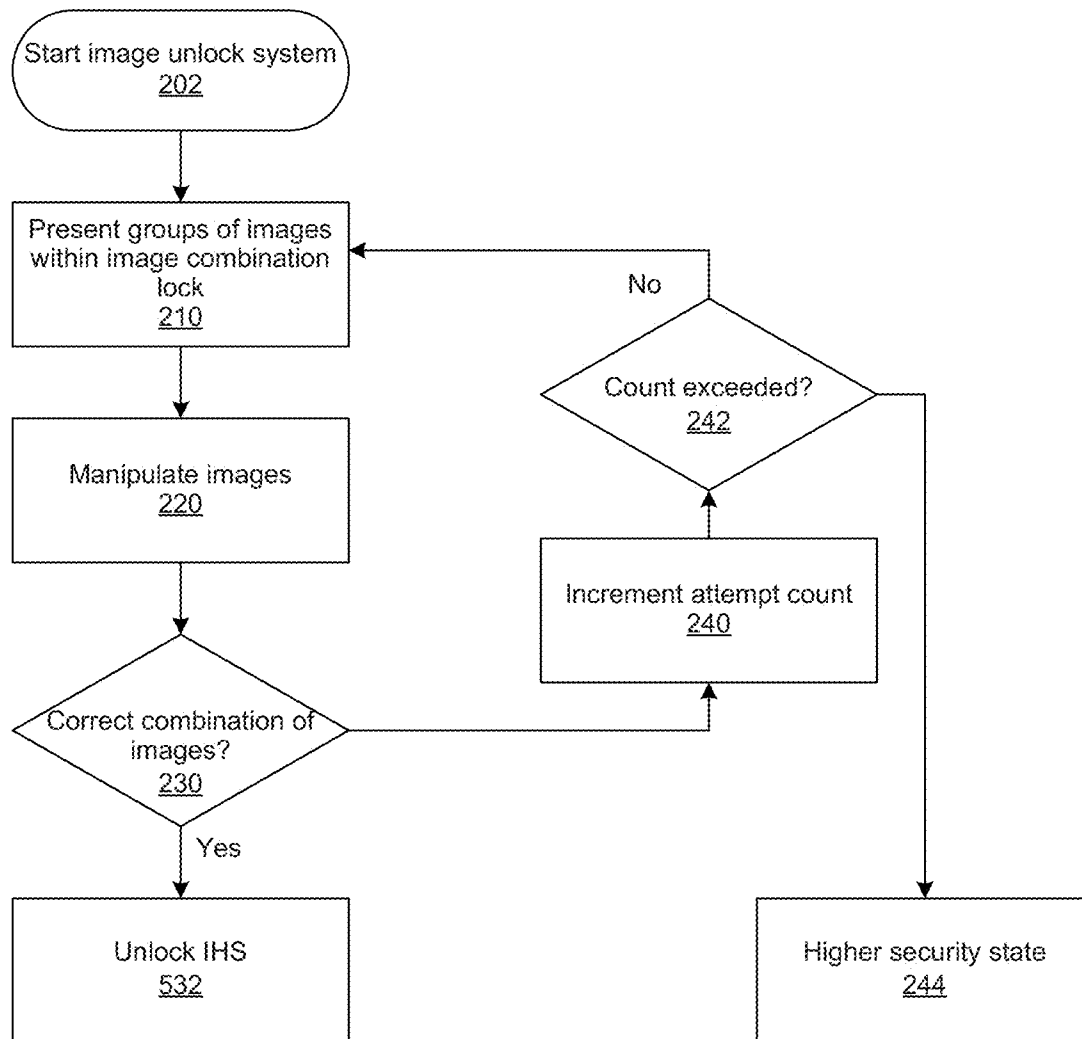 Start image unlock system
202
Present groups of images
within image combination
lock
210
No
Count exceeded?
242
Manipulate images
220
Increment attempt count
240
Correct combination of
images?
230
Yes
Unlock IHS
532
Higher security state
244